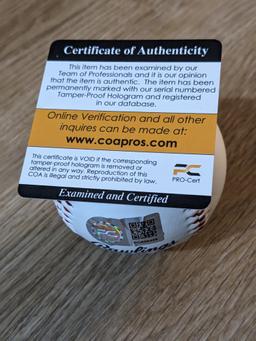 Certificate of Authenticity
This item has been examined by our
Team of Professionals and it is our opinion
that the item is authentic. The item has been
permanently marked with our serial numbered
Tamper-Proof Hologram and registered
in our database.
Online Verification and all other
inquires can be made at:
www.coapros.com
This certificate is VOID if the corresponding
tamper-proof hologram is removed or
altered in any way. Reproduction of this
COA is Illegal and strictly prohibited by law.
PRO-Cert
Examined and Certified
Rawlings